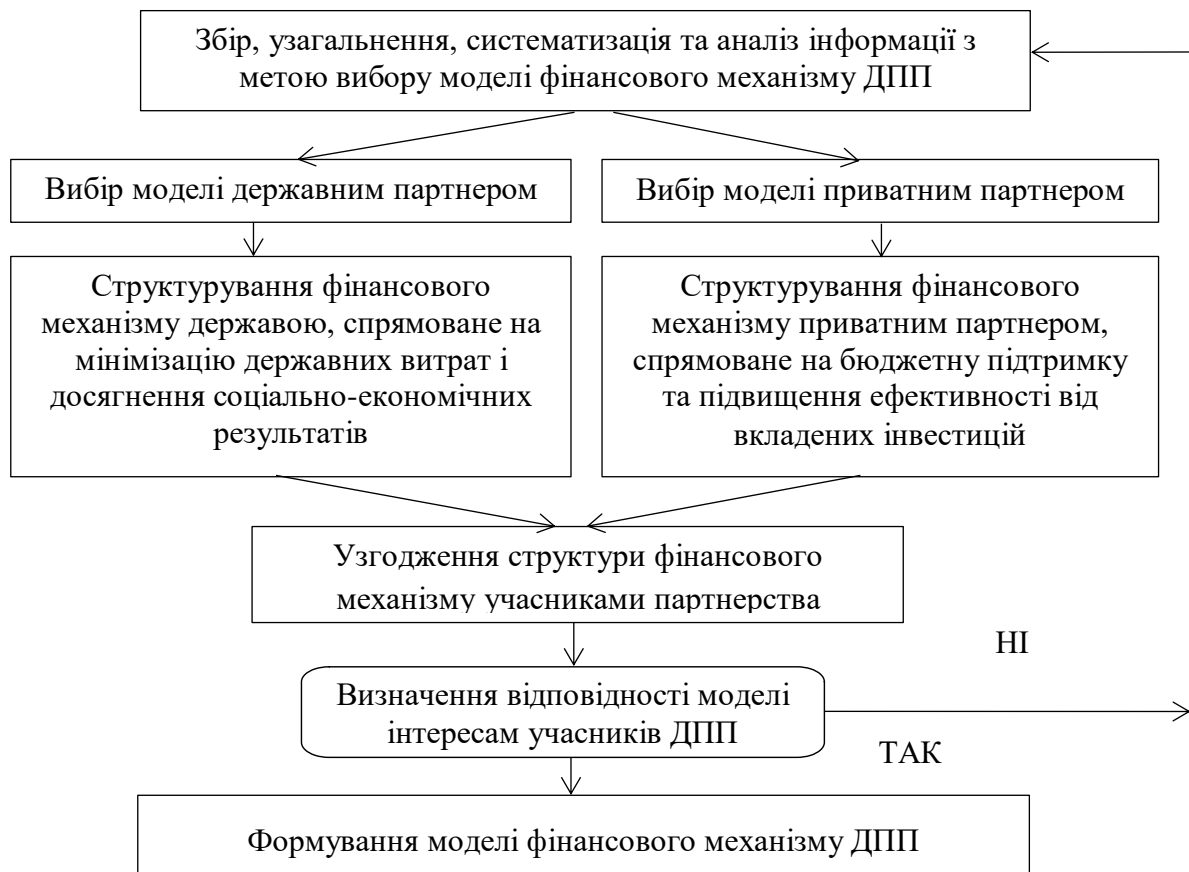 Збір, узагальнення, систематизація та аналіз інформації з
метою вибору моделі фінансового механізму ДПП
Вибір моделі державним партнером
Вибір моделі приватним партнером
Структурування фінансового
механізму державою, спрямоване на
мінімізацію державних витрат і
досягнення соціально-економічних
результатів
Структурування фінансового
механізму приватним партнером,
спрямоване на бюджетну підтримку
та підвищення ефективності від
вкладених інвестицій
Узгодження структури фінансового
механізму учасниками партнерства
НІ
Визначення відповідності моделі
інтересам учасників ДПП
ТАК
Формування моделі фінансового механізму ДПП